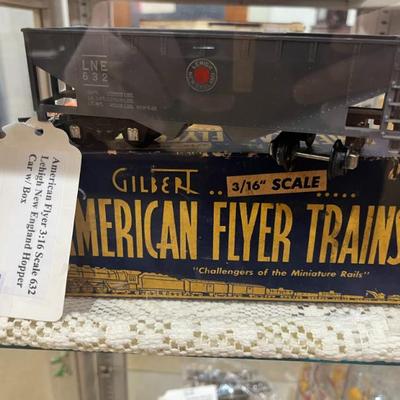 LNE
632
LEHIGH
NEW ENGLAND
GILBERT
3/16" SCALE
AMERICAN FLYER TRAINS
"Challengers of the Miniature Rails"
American Flyer 3:16 Scale 632
Lehigh New England Hopper
Car w/ Box